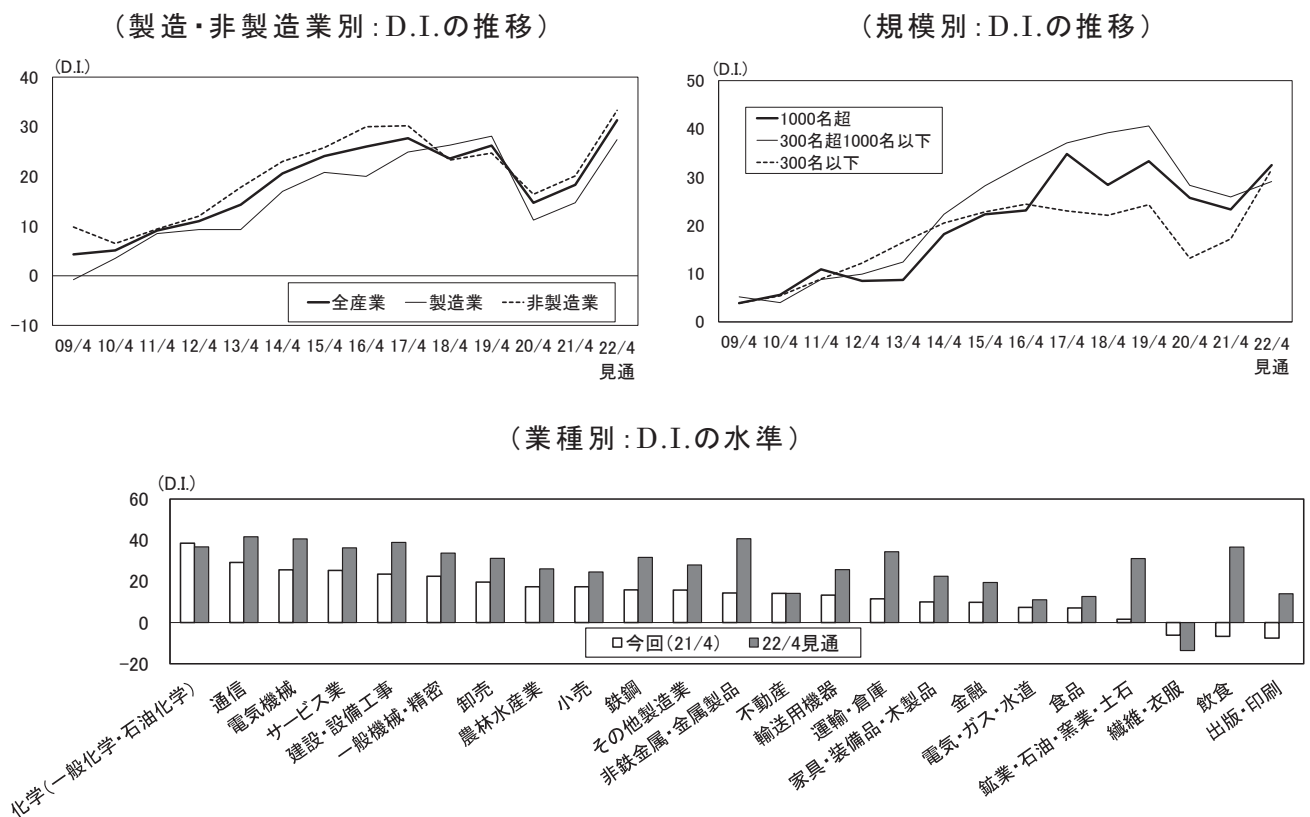 （製造・非製造業別：D.I.の推移）
(D.I.)
40
30
20
10
0
-10
全産業 製造業 非製造業
09/4 10/4 11/4 12/4 13/4 14/4 15/4 16/4 17/4 18/4 19/4 20/4 21/4 22/4
見通
（規模別：D.I.の推移）
(D.I.)
50
40
30
20
10
0
1000名超
300名超1000名以下
300名以下
09/4 10/4 11/4 12/4 13/4 14/4 15/4 16/4 17/4 18/4 19/4 20/4 21/4 22/4
見通
（業種別：D.I.の水準）
(D.I.)
60
40
20
0
-20
今回(21/4) 22/4見通
化学(一般化学・石油化学)
通信
電気機械
サービス業
建設・設備工事
一般機械・精密
卸売
農林水産業
小売
鉄鋼
その他製造業
非鉄金属・金属製品
不動産
輸送用機器
運輸・倉庫
家具・装備品・木製品
金融
電気・ガス・水道
食品
鉱業・石油・窯業・土石
繊維・衣服
飲食
出版・印刷